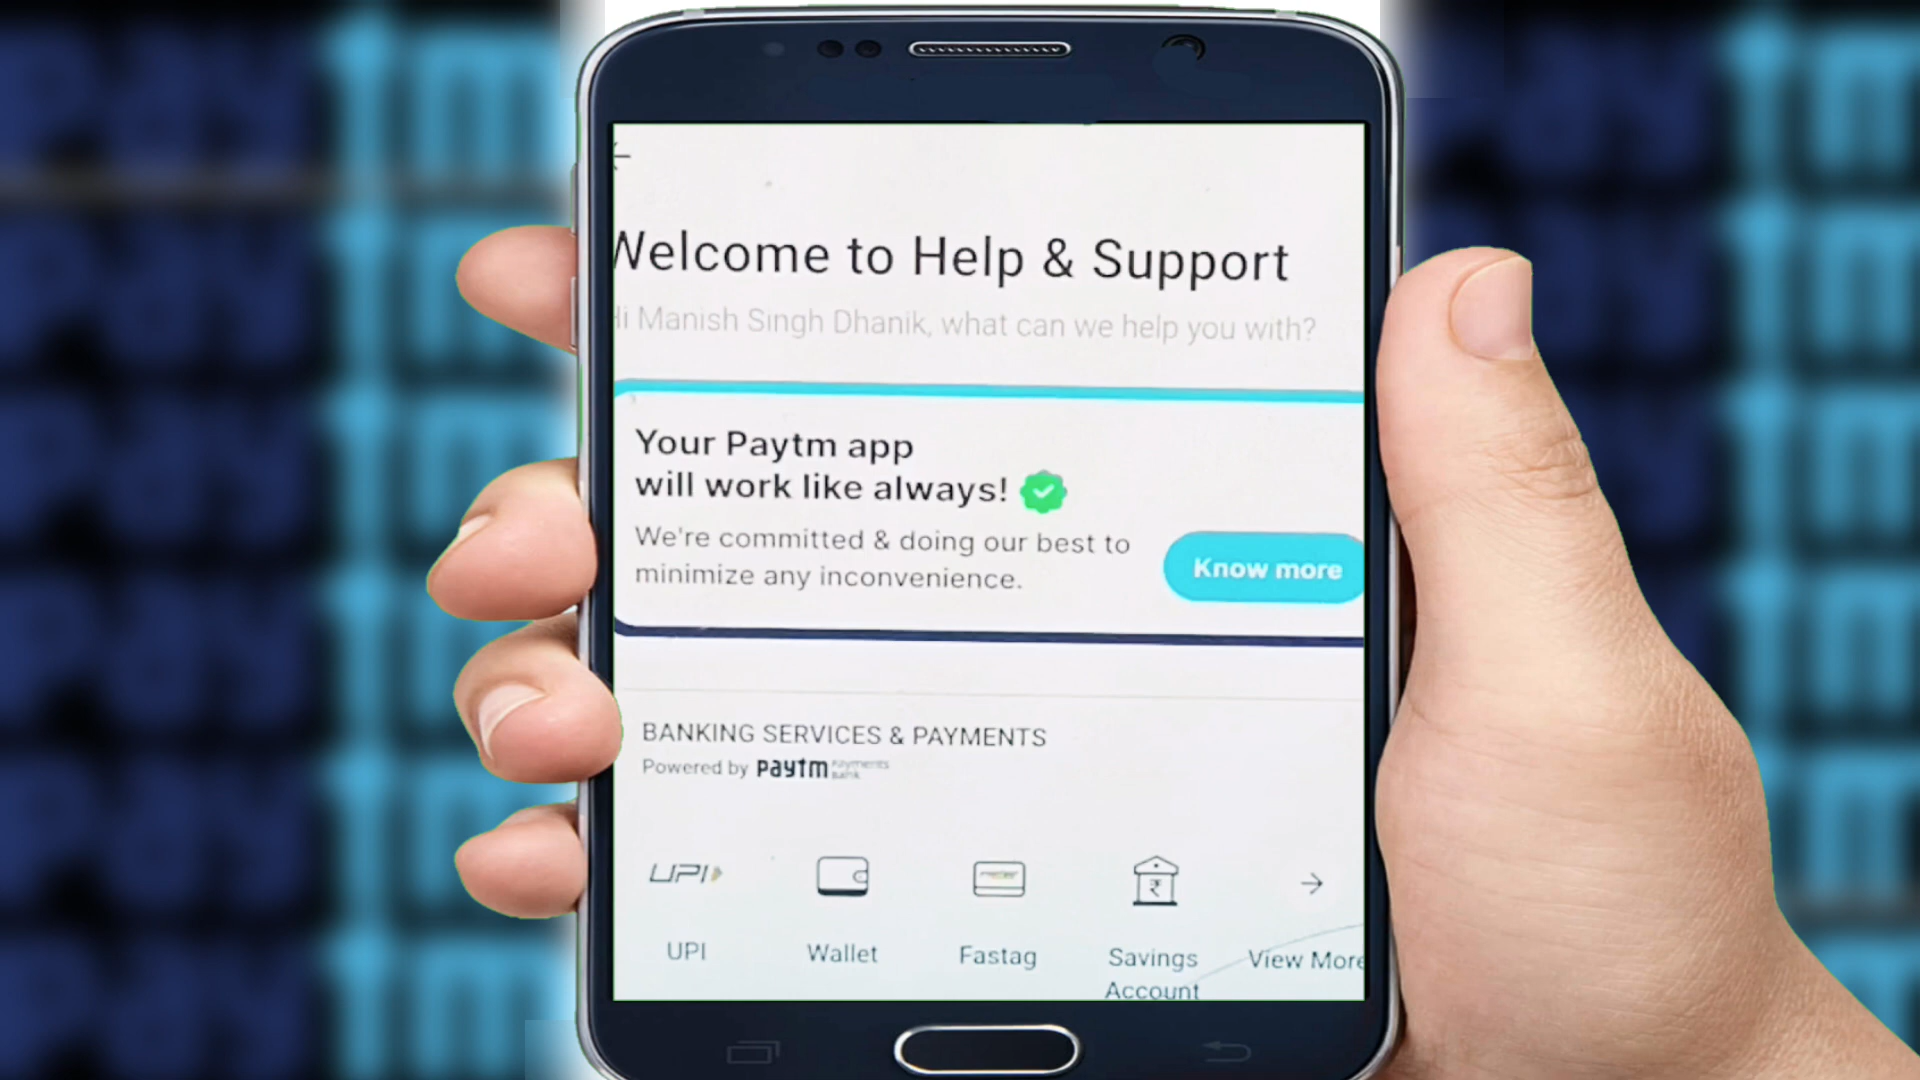 Welcome to Help & Support
Hi Manish Singh Dhanik, what can we help you with?
Your Paytm app
will work like always!
We're committed & doing our best to
minimize any inconvenience.
Know more
BANKING SERVICES & PAYMENTS
Powered by paytm payments Bank
UPI
UPI
Wallet
Fastag
Savings
Account
View More